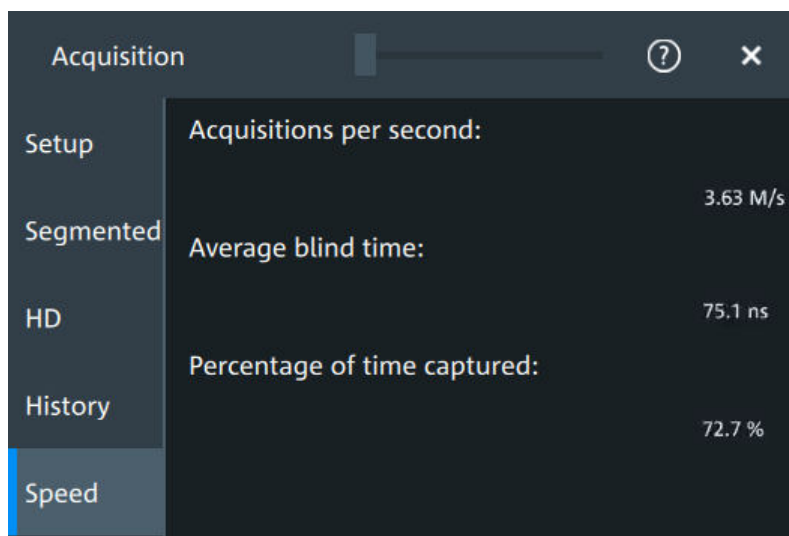 Acquisition
?
Setup
Segmented
HD
History
Speed
Acquisitions per second:
3.63 M/s
Average blind time:
75.1 ns
Percentage of time captured:
72.7 %